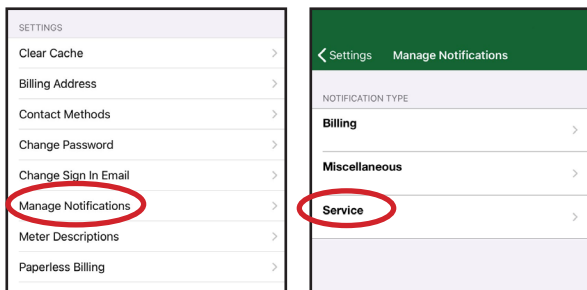 SETTINGS
Clear Cache
Billing Address
Contact Methods
Change Password
Change Sign In Email
Manage Notifications
Meter Descriptions
Paperless Billing
Settings Manage Notifications
NOTIFICATION TYPE
Billing
Miscellaneous
Service